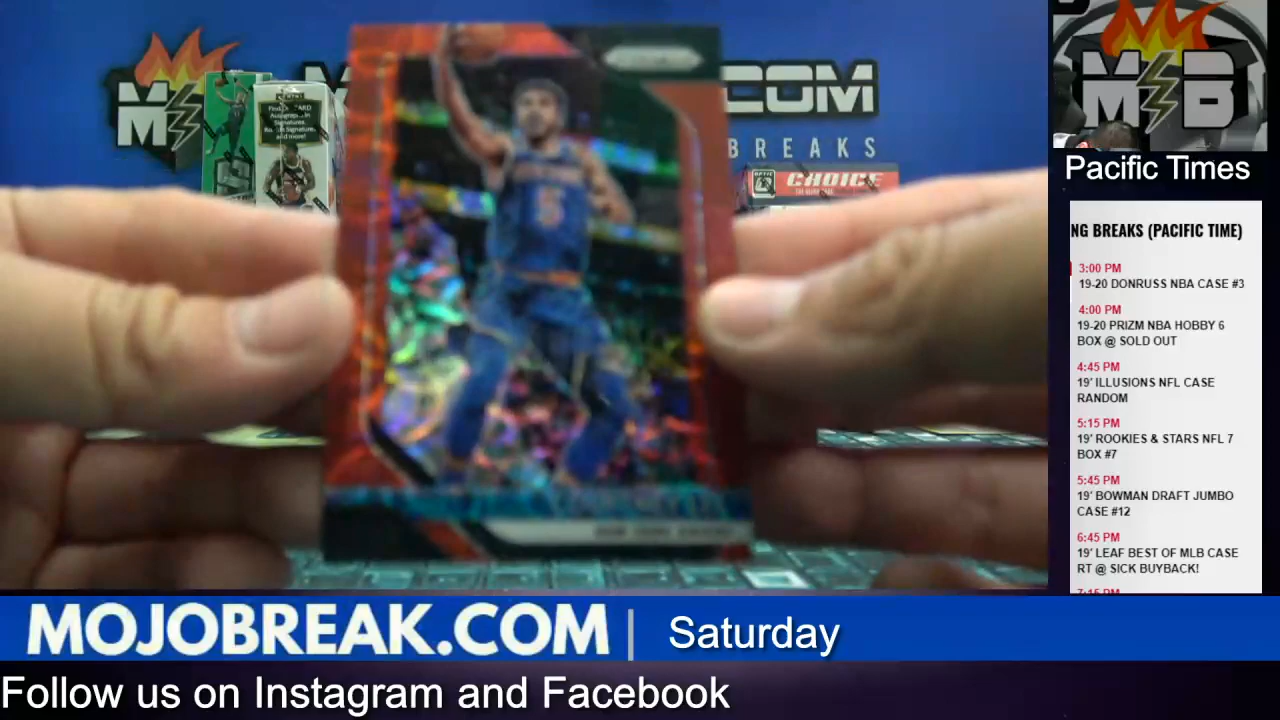 .COM
BREAKS
OPTIC
CHOICE
M B
Pacific Times
NG BREAKS (PACIFIC TIME)
3:00 PM
19-20 DONRUSS NBA CASE #3
4:00 PM
19-20 PRIZM NBA HOBBY 6
BOX @ SOLD OUT
4:45 PM
19' ILLUSIONS NFL CASE
RANDOM
5:15 PM
19' ROOKIES & STARS NFL 7
BOX #7
5:45 PM
19' BOWMAN DRAFT JUMBO
CASE #12
6:45 PM
19' LEAF BEST OF MLB CASE
RT @ SICK BUYBACK!
MOJOBREAK.COM
Saturday
Follow us on Instagram and Facebook